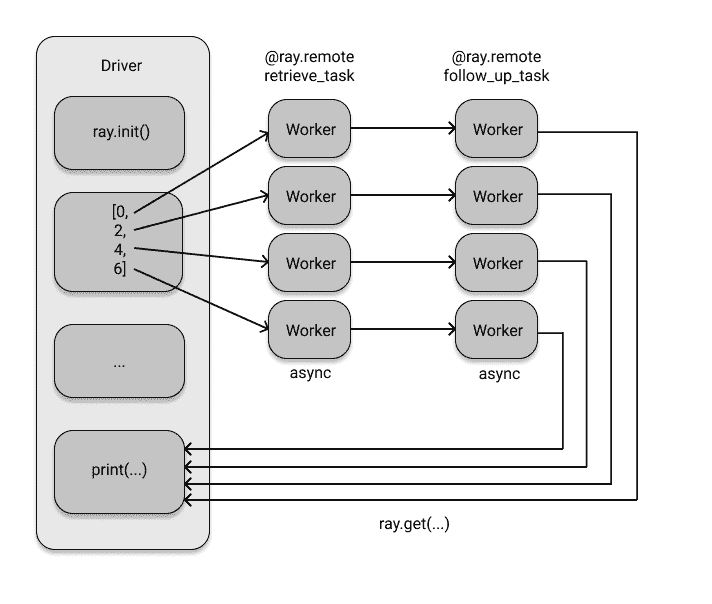 Driver
ray.init()
[0,
2,
4,
6]
...
print(...)
@ray.remote
retrieve_task
Worker
Worker
Worker
Worker
async
@ray.remote
follow_up_task
Worker
Worker
Worker
Worker
async
ray.get(...)